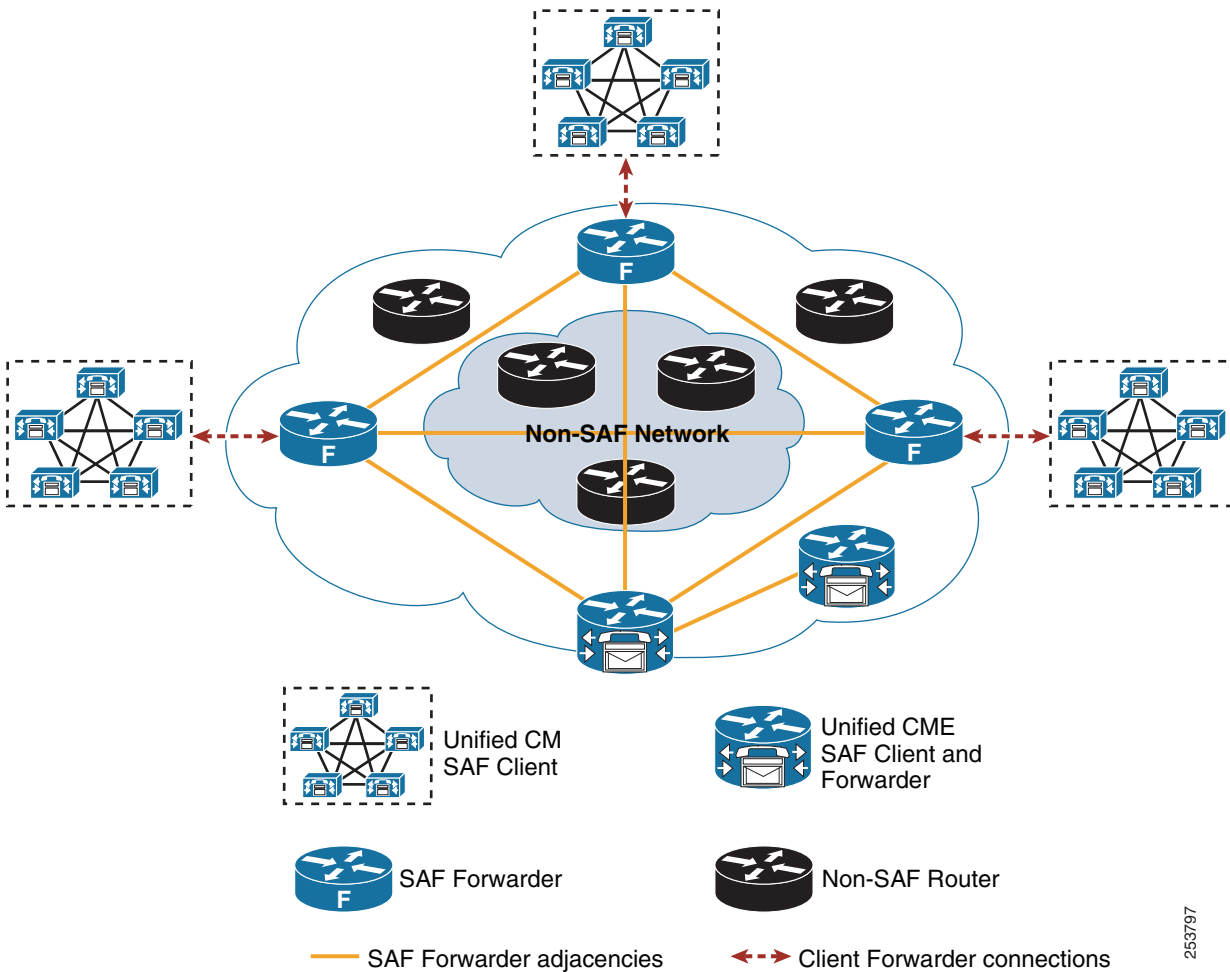 F
F
Non-SAF Network
F
Unified CM
SAF Client
Unified CME
SAF Client and
Forwarder
F
SAF Forwarder
Non-SAF Router
SAF Forwarder adjacencies
Client Forwarder connections
253797